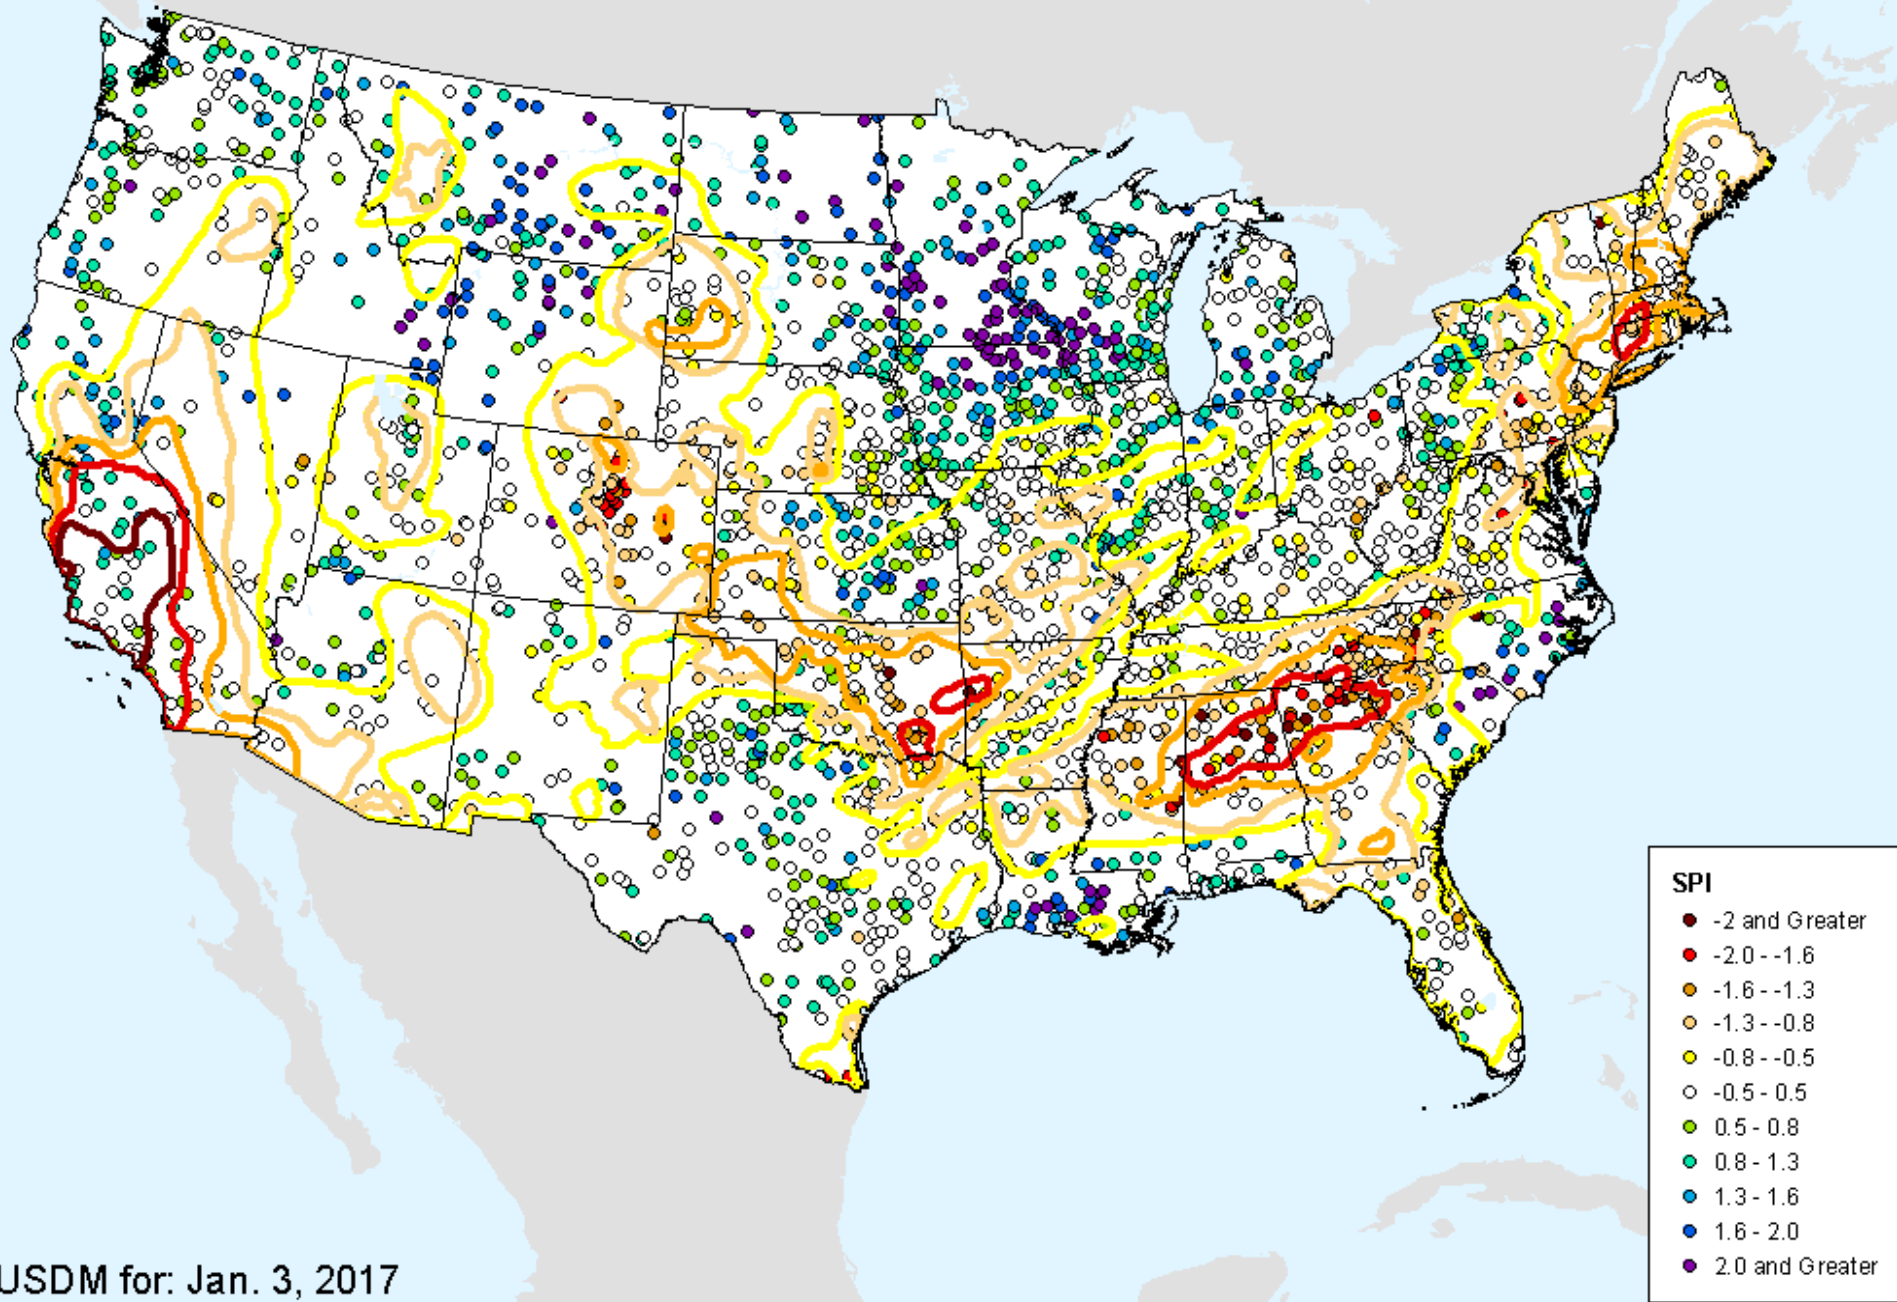 SPI
-2 and Greater
-2.0 - -1.6
-1.6 - -1.3
-1.3 - -0.8
-0.8 - -0.5
-0.5 - 0.5
0.5 - 0.8
0.8 - 1.3
1.3 - 1.6
1.6 - 2.0
2.0 and Greater
USDM for: Jan. 3, 2017